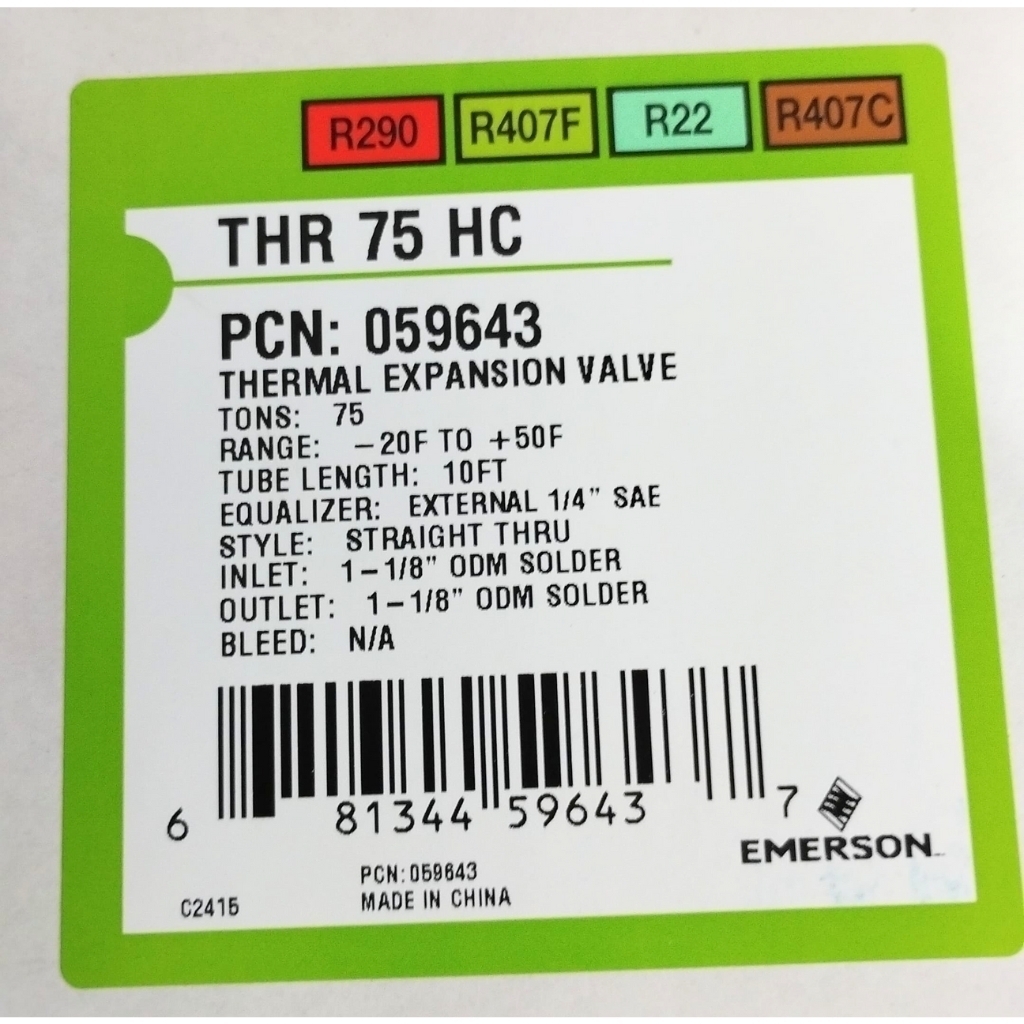 R290 R407F R22 R407C
THR 75 HC
PCN: 059643
THERMAL EXPANSION VALVE
TONS: 75
RANGE: -20F TO +50F
TUBE LENGTH: 10FT
EQUALIZER: EXTERNAL 1/4" SAE
STYLE: STRAIGHT THRU
INLET: 1-1/8" ODM SOLDER
OUTLET: 1-1/8" ODM SOLDER
BLEED: N/A
6 81344 59643 7
EMERSON
PCN:059643
C2415 MADE IN CHINA